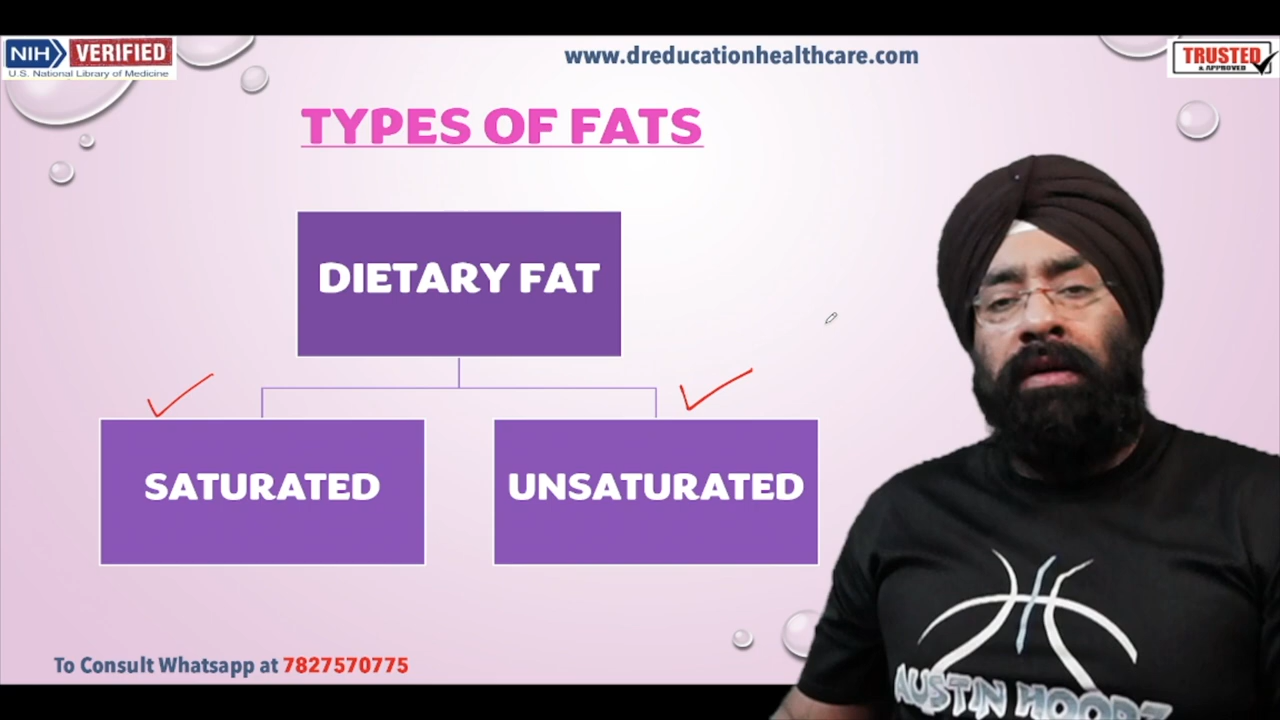 NIH VERIFIED
U.S. National Library of Medicine
www.dreducationhealthcare.com
TRUSTED
& APPROVED
TYPES OF FATS
DIETARY FAT
SATURATED
UNSATURATED
To Consult Whatsapp at 7827570775
AUSTIN